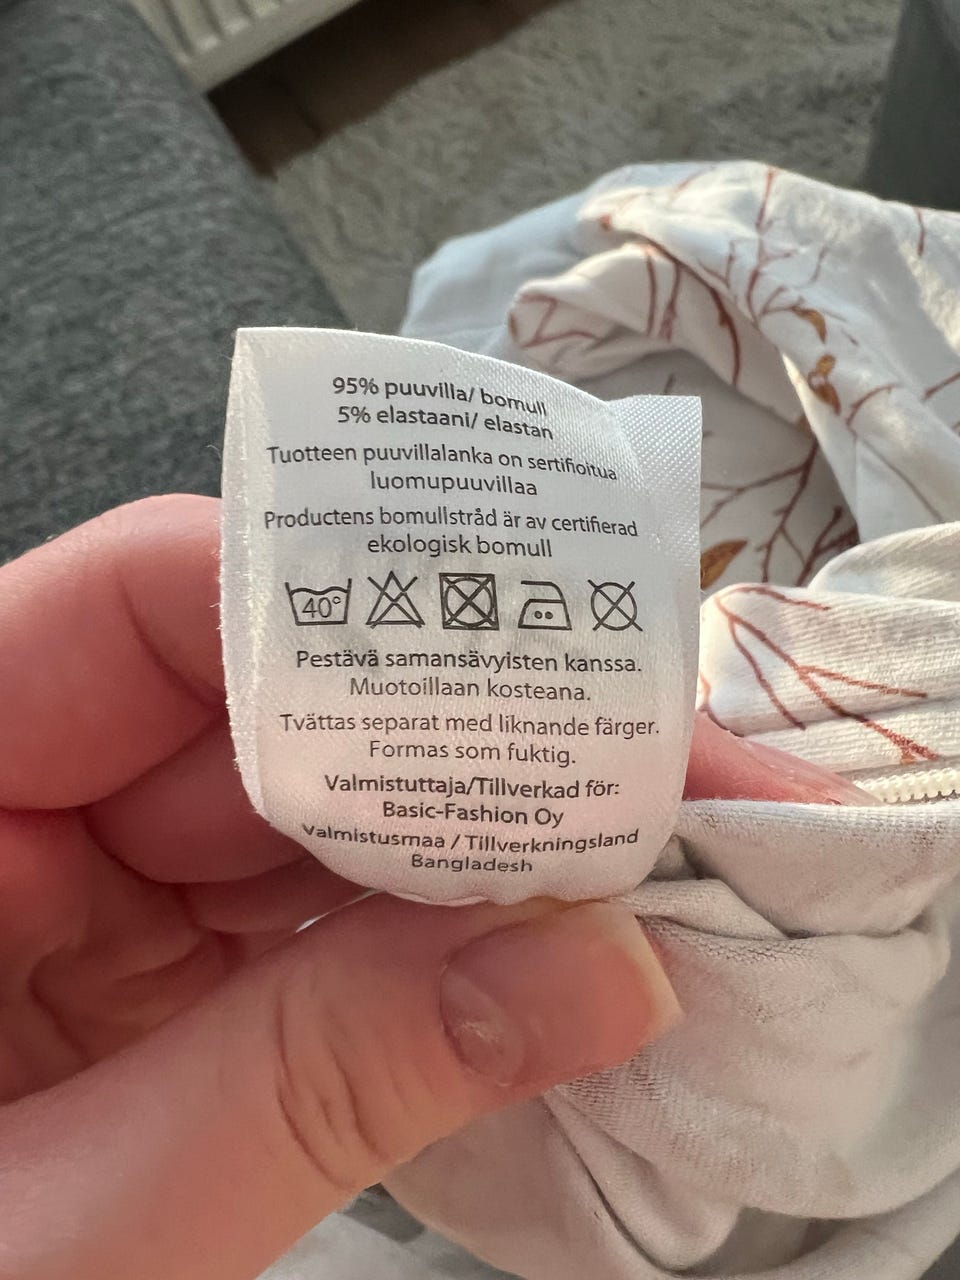 95% puuvilla/ bomull
5% elastaani/ elastan
Tuotteen puuvillalanka on sertifioitua
luomupuuvillaa
Productens bomullstråd är av certifierad
ekologisk bomull
40°
Pestävä samansävyisten kanssa.
Muotoillaan kosteana.
Tvättas separat med liknande färger.
Formas som fuktig.
Valmistuttaja/Tillverkad för:
Basic-Fashion Oy
Valmistusmaa / Tillverkningsland
Bangladesh